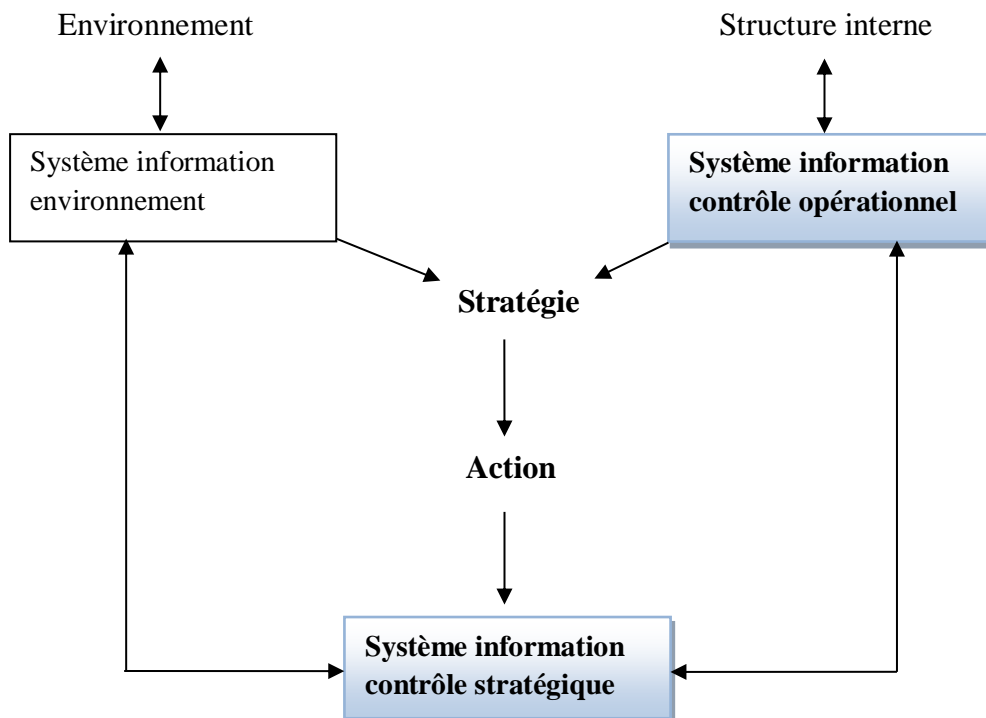 Environnement
Structure interne
Système information
environnement
Système information
contrôle opérationnel
Stratégie
Action
Système information
contrôle stratégique